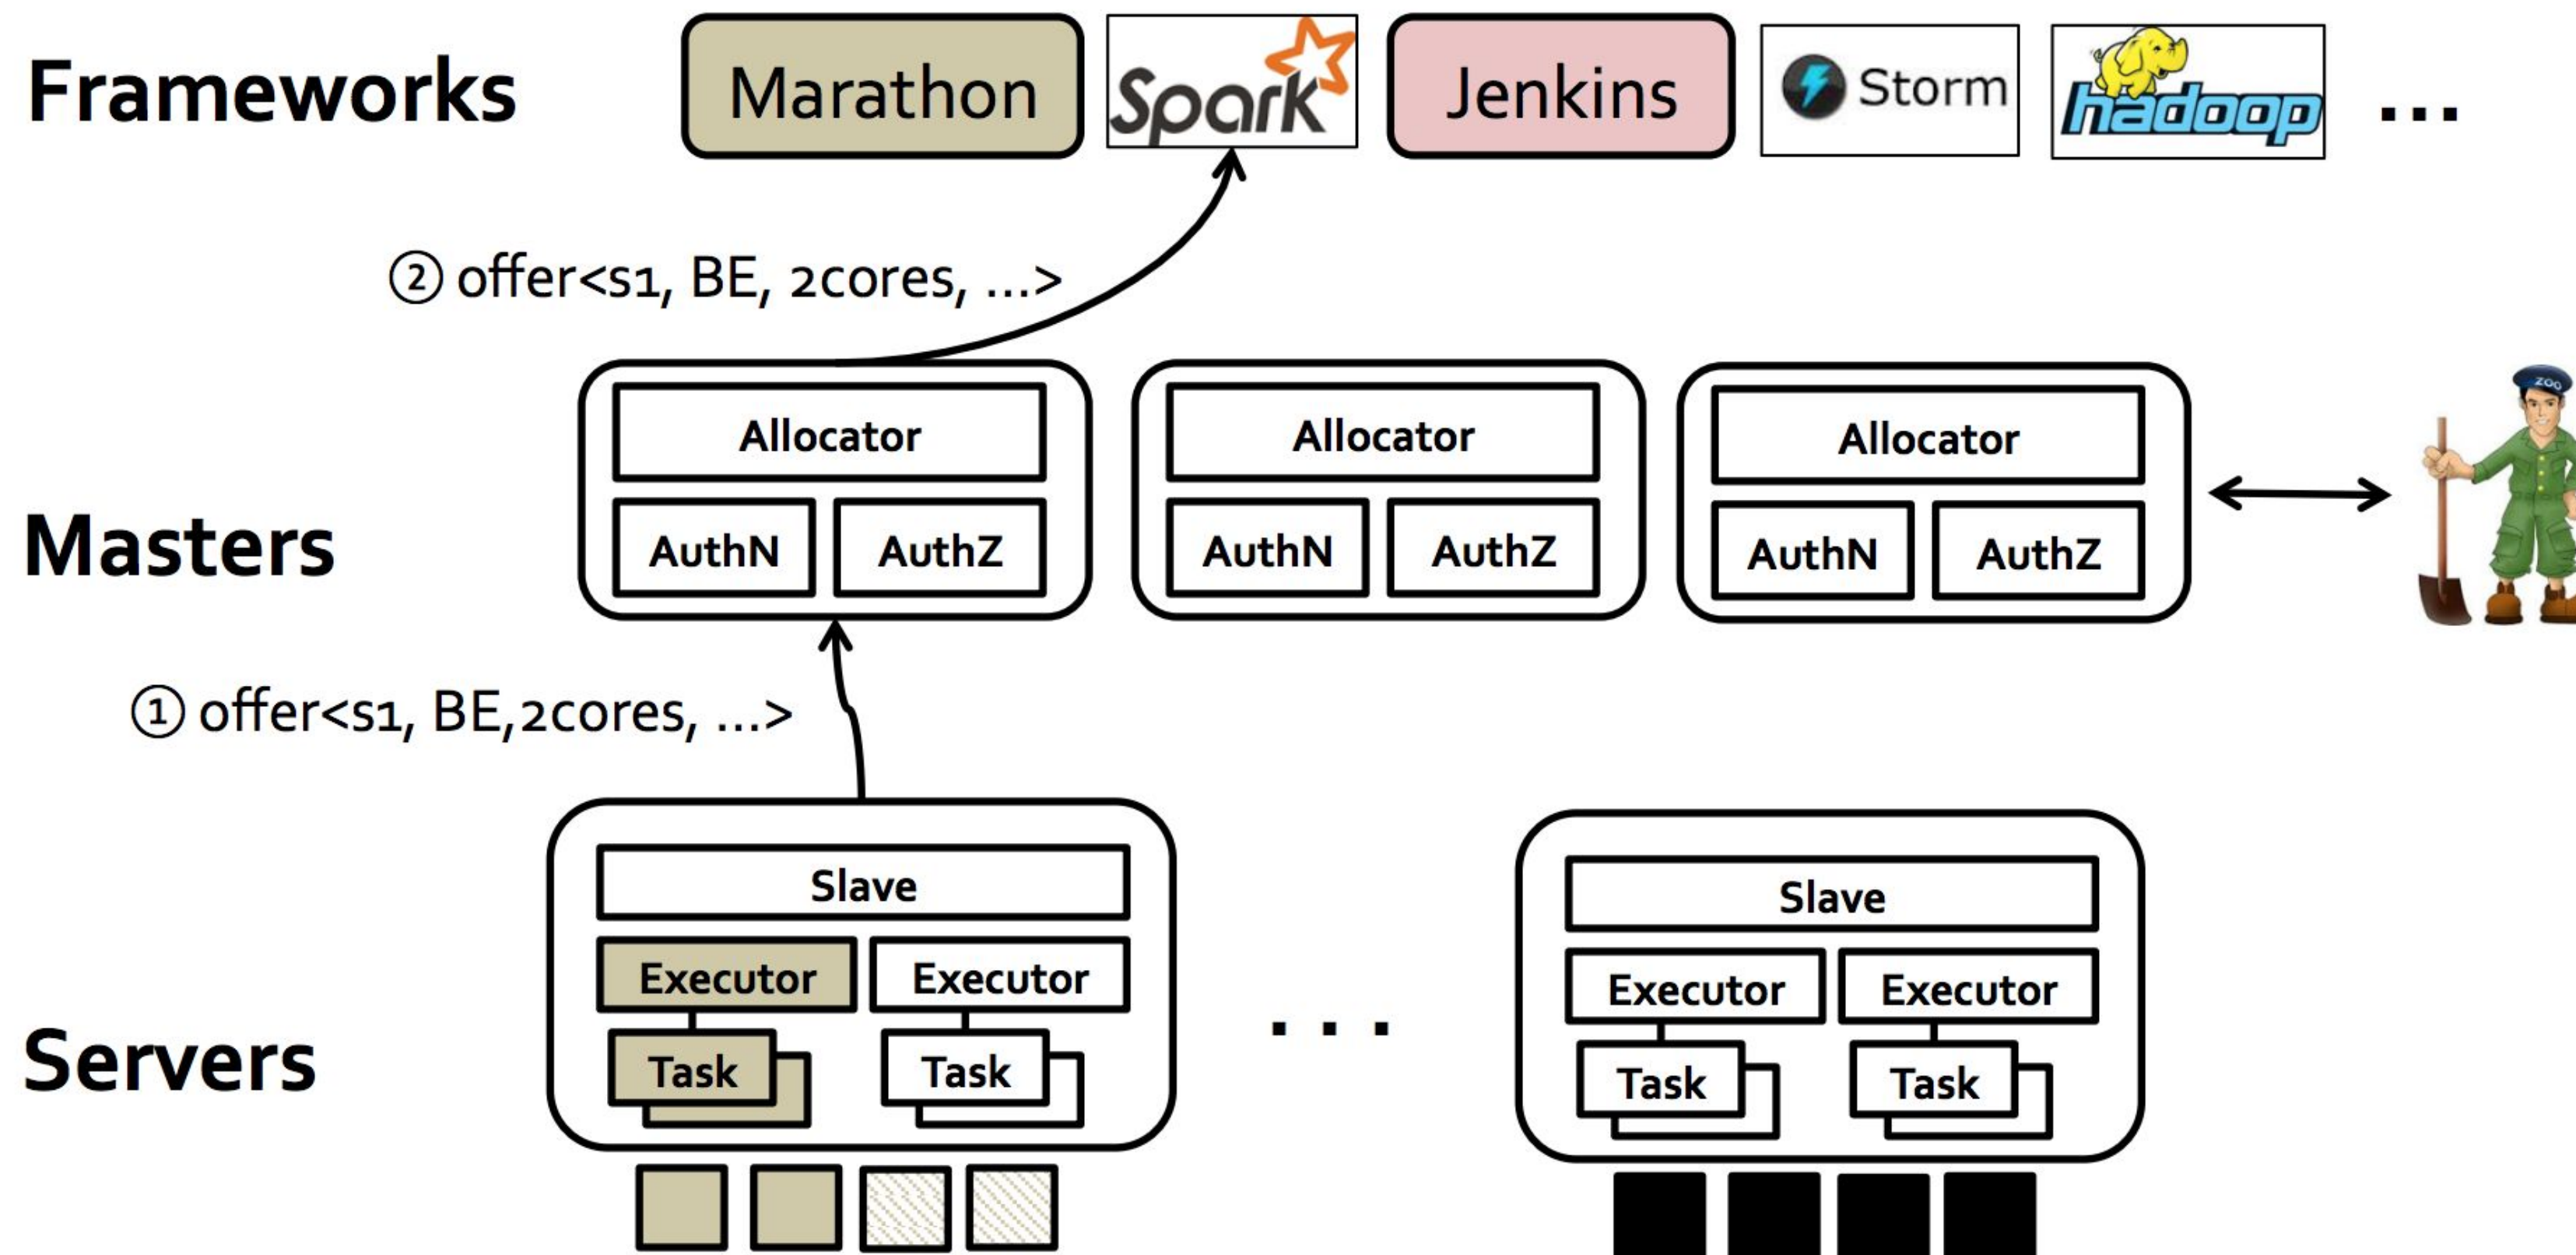 Frameworks
Marathon
Spark
Jenkins
Storm
hadoop
...
② offer<s1, BE, 2cores, ...>
Masters
Allocator
AuthN
AuthZ
Allocator
AuthN
AuthZ
Allocator
AuthN
AuthZ
ZOO
① offer<s1, BE,2cores, ...>
Servers
Slave
Executor
Executor
Task
Task
...
Slave
Executor
Executor
Task
Task